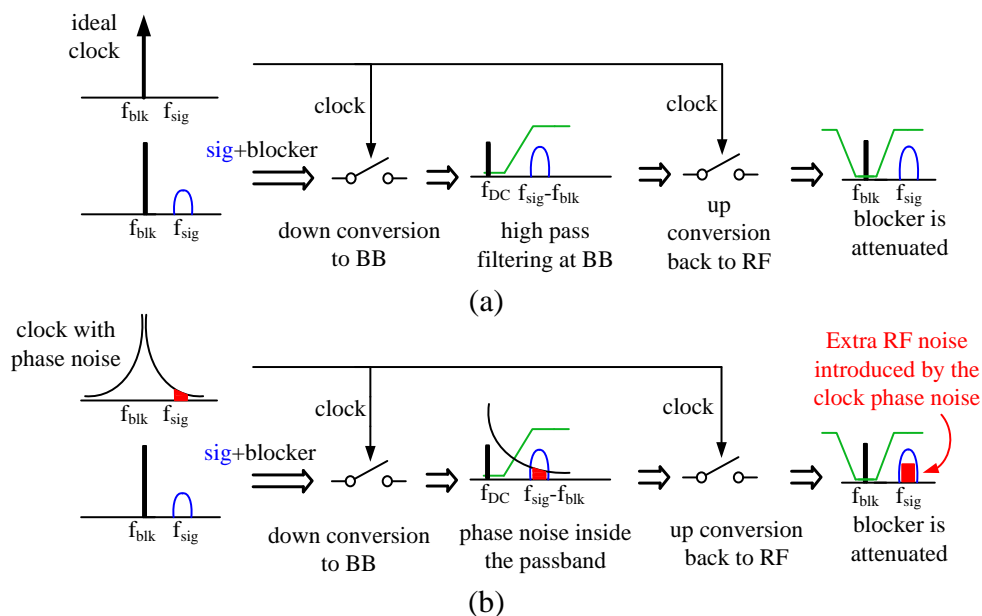 ideal
clock
f_blk f_sig
clock
clock
sig+blocker
f_blk f_sig
down conversion
to BB
f_DC f_sig-f_blk
high pass
filtering at BB
up
conversion
back to RF
f_blk f_sig
blocker is
attenuated
(a)
clock with
phase noise
f_blk f_sig
clock
clock
Extra RF noise
introduced by the
clock phase noise
sig+blocker
f_blk f_sig
down conversion
to BB
f_DC f_sig-f_blk
phase noise inside
the passband
up conversion
back to RF
f_blk f_sig
blocker is
attenuated
(b)